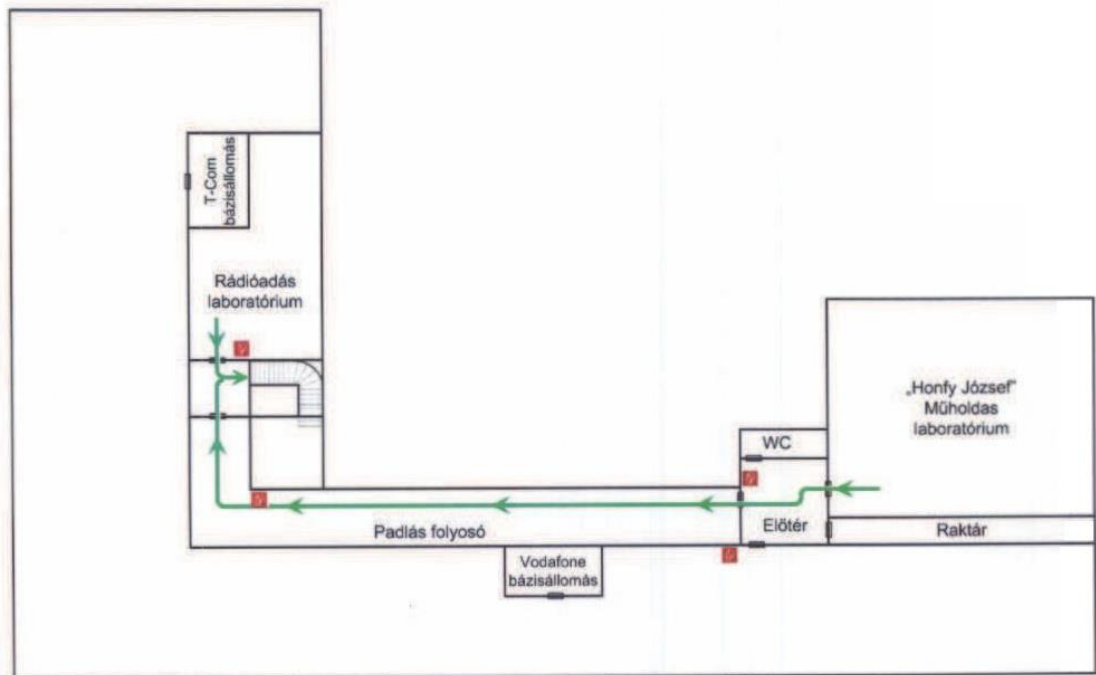 T-Com
bázisállomás
Rádióadás
laboratórium
„Honfy József"
Műholdas
laboratórium
WC
Előtér
Raktár
Padlás folyosó
Vodafone
bázisállomás